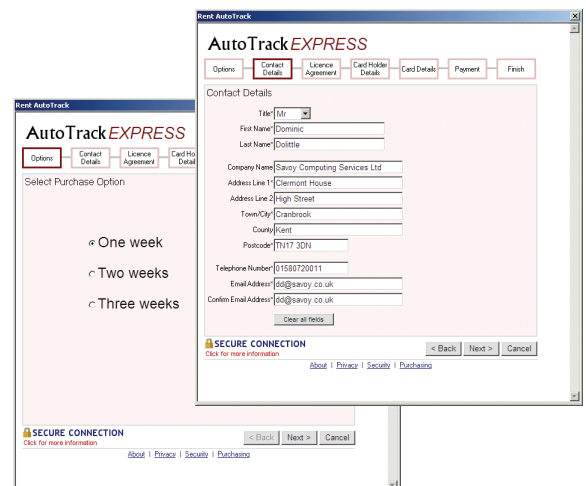 Rent AutoTrack
AutoTrack EXPRESS
Options Contact Details Licence Agreement Card Holder Details Card Details Payment Finish
Contact Details
Title* Mr
First Name* Dominic
Last Name* Dolittle
Company Name Savoy Computing Services Ltd
Address Line 1* Clermont House
Address Line 2 High Street
Town/City* Cranbrook
County Kent
Postcode* TN17 3DN
Telephone Number* 01580720011
Email Address* dd@savoy.co.uk
Confirm Email Address* dd@savoy.co.uk
Clear all fields
SECURE CONNECTION
Click for more information
< Back Next > Cancel
About | Privacy | Security | Purchasing
Rent AutoTrack
AutoTrack EXPRESS
Options Contact Details Licence Agreement Card Ho Detail
Select Purchase Option
One week
Two weeks
Three weeks
SECURE CONNECTION
Click for more information
< Back Next > Cancel
About | Privacy | Security | Purchasing